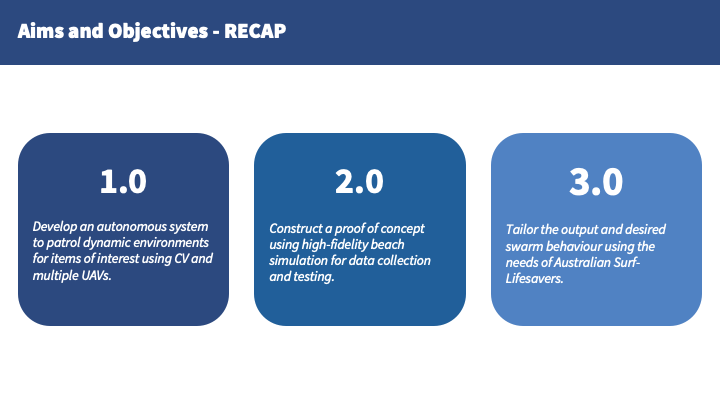 Aims and Objectives - RECAP
1.0
Develop an autonomous system
to patrol dynamic environments
for items of interest using CV and
multiple UAVs.
2.0
Construct a proof of concept
using high-fidelity beach
simulation for data collection
and testing.
3.0
Tailor the output and desired
swarm behaviour using the
needs of Australian Surf-
Lifesavers.